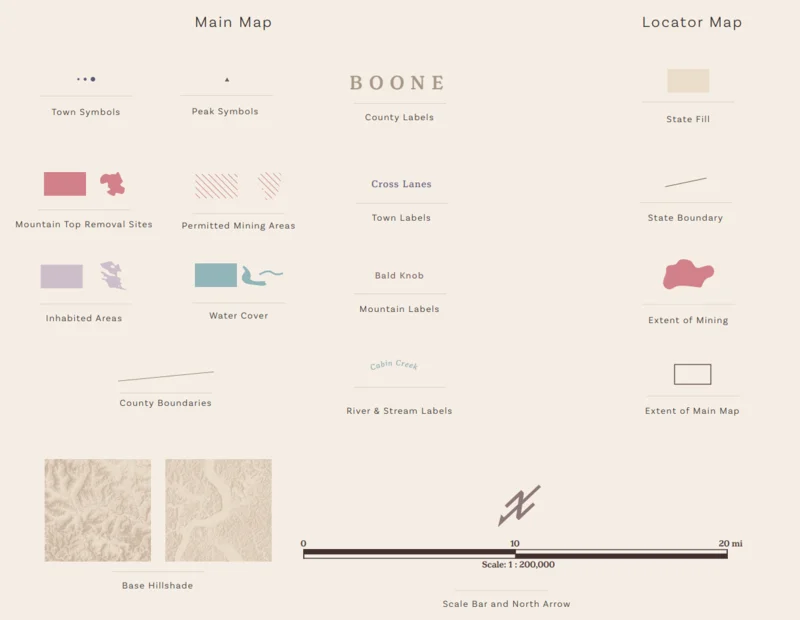 Main Map
Locator Map
Town Symbols
Peak Symbols
BOONE
County Labels
State Fill
Mountain Top Removal Sites
Permitted Mining Areas
Cross Lanes
Town Labels
State Boundary
Inhabited Areas
Water Cover
Bald Knob
Mountain Labels
Extent of Mining
County Boundaries
Cabin Creek
River & Stream Labels
Extent of Main Map
Base Hillshade
N
0 10 20 mi
Scale: 1 : 200,000
Scale Bar and North Arrow